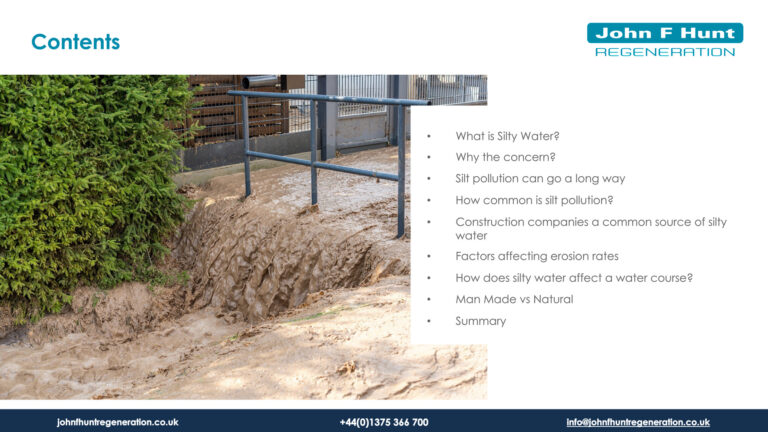 Contents
John F Hunt
REGENERATION
• What is Silty Water?
• Why the concern?
• Silt pollution can go a long way
• How common is silt pollution?
• Construction companies a common source of silty
water
• Factors affecting erosion rates
• How does silty water affect a water course?
• Man Made vs Natural
• Summary
johnfhuntregeneration.co.uk
+44(0)1375 366 700
info@johnfhuntregeneration.co.uk